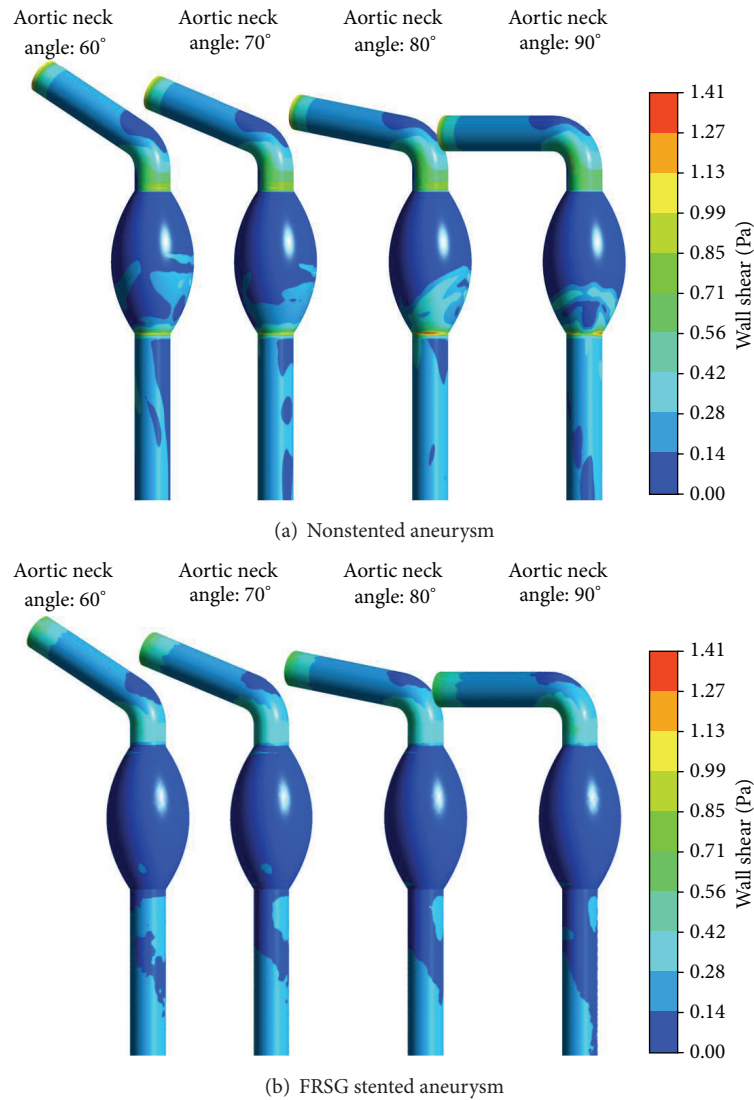 Aortic neck
angle: 60°
Aortic neck
angle: 70°
Aortic neck
angle: 80°
Aortic neck
angle: 90°
1.41
1.27
1.13
0.99
0.85
0.71
0.56
0.42
0.28
0.14
0.00
Wall shear (Pa)
(a) Nonstented aneurysm
Aortic neck
angle: 60°
Aortic neck
angle: 70°
Aortic neck
angle: 80°
Aortic neck
angle: 90°
1.41
1.27
1.13
0.99
0.85
0.71
0.56
0.42
0.28
0.14
0.00
Wall shear (Pa)
(b) FRSG stented aneurysm